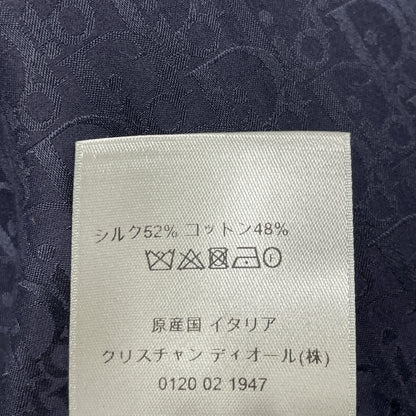 シルク52% コットン48%
原産国 イタリア
クリスチャン ディオール(株)
0120 02 1947